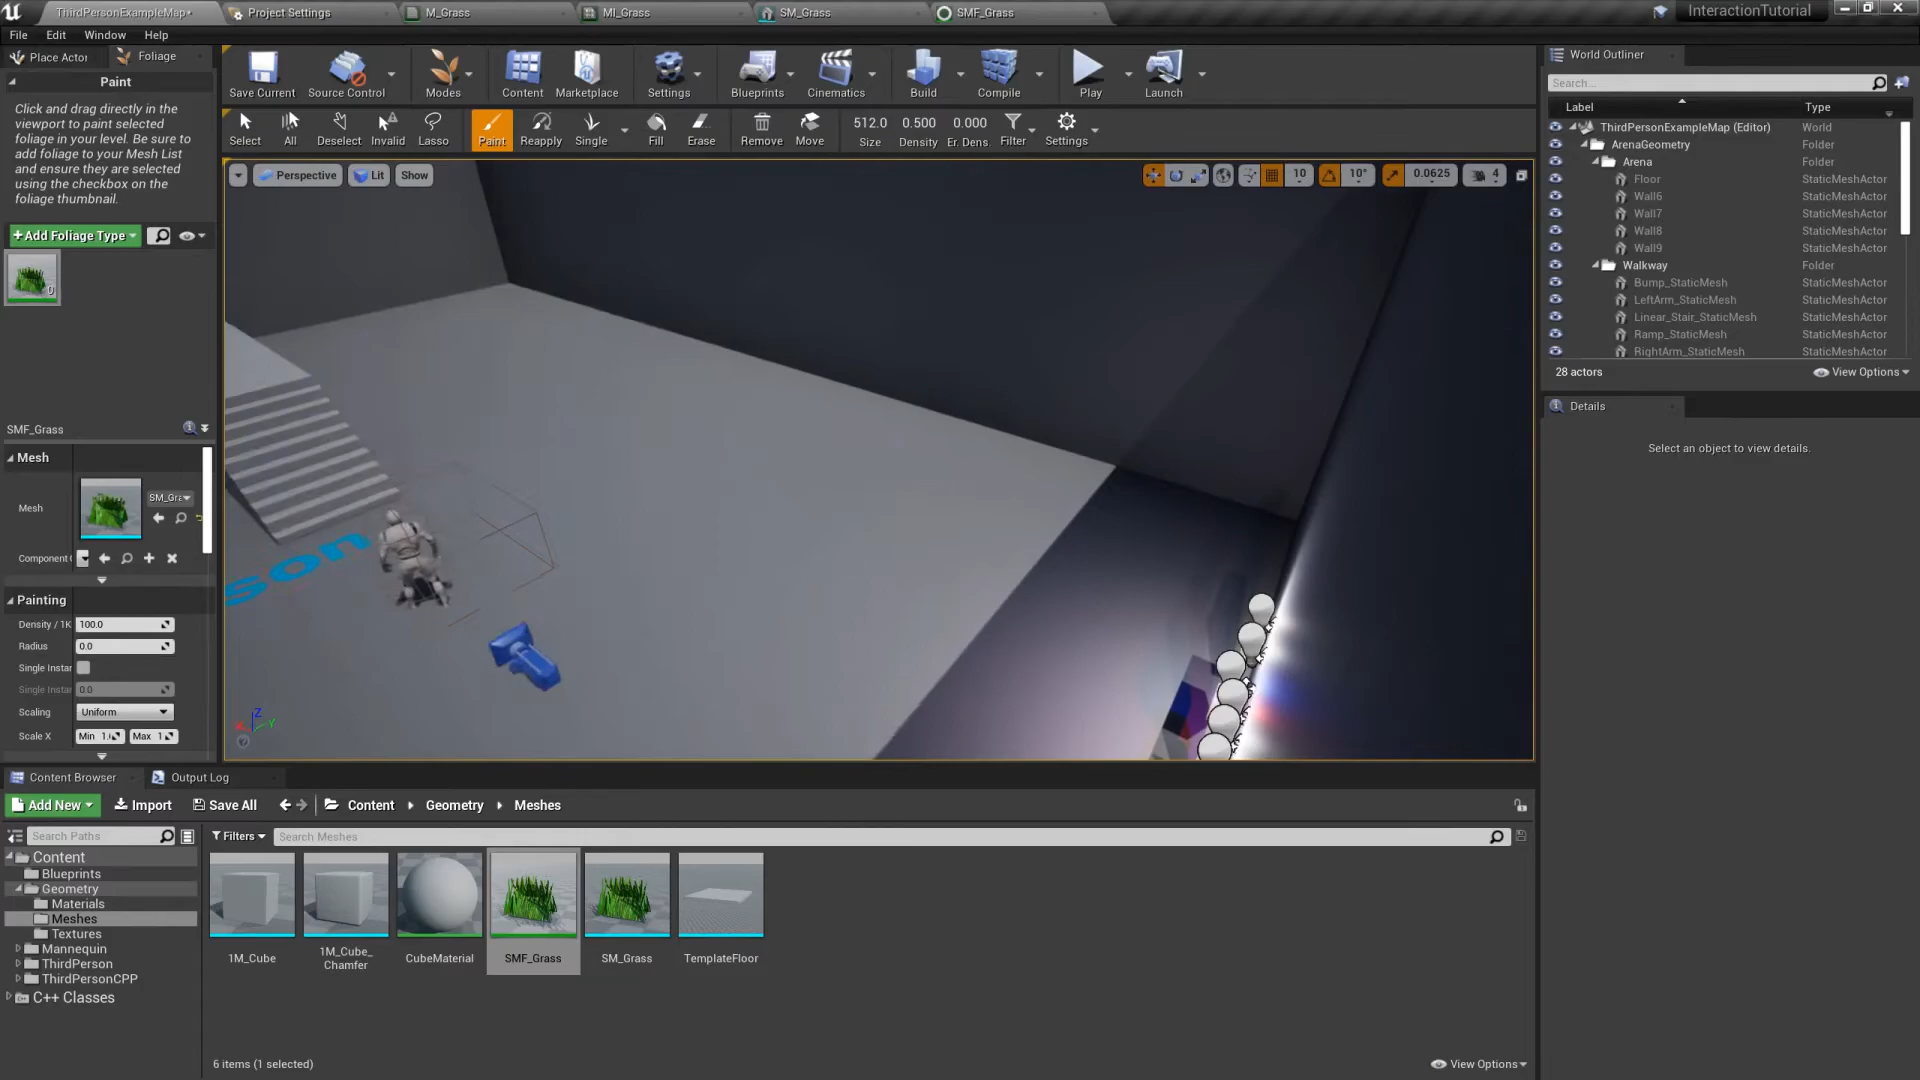 ThirdPersonExampleMap•
Project Settings
M_Grass
MI_Grass
SM_Grass
SMF_Grass
InteractionTutorial
File Edit Window Help
Place Actor
Foliage
Paint
Click and drag directly in the
viewport to paint selected
foliage in your level. Be sure to
add foliage to your Mesh List
and ensure they are selected
using the checkbox on the
foliage thumbnail.
+Add Foliage Type
0
SMF_Grass
Mesh
Mesh
SM_Gra
Component
Painting
Density / 1K 100.0
Radius 0.0
Single Instar
Single Instar 0.0
Scaling Uniform
Scale X Min 1.( Max 1
Save Current
Source Control
Modes
Content
Marketplace
Settings
Blueprints
Cinematics
Build
Compile
Play
Launch
Select
All
Deselect
Invalid
Lasso
Paint
Reapply
Single
Fill
Erase
Remove
Move
512.0
Size
0.500
Density
0.000
Er. Dens.
Filter
Settings
Perspective
Lit
Show
10
10°
0.0625
4
son
Z
Y
World Outliner
Search...
Label Type
ThirdPersonExampleMap (Editor) World
ArenaGeometry Folder
Arena Folder
Floor StaticMeshActor
Wall6 StaticMeshActor
Wall7 StaticMeshActor
Wall8 StaticMeshActor
Wall9 StaticMeshActor
Walkway Folder
Bump_StaticMesh StaticMeshActor
LeftArm_StaticMesh StaticMeshActor
Linear_Stair_StaticMesh StaticMeshActor
Ramp_StaticMesh StaticMeshActor
RightArm_StaticMesh StaticMeshActor
28 actors
View Options
Details
Select an object to view details.
Content Browser
Output Log
Add New
Import
Save All
Content
Geometry
Meshes
Search Paths
Filters
Search Meshes
Content
Blueprints
Geometry
Materials
Meshes
Textures
Mannequin
ThirdPerson
ThirdPersonCPP
C++ Classes
1M_Cube
1M_Cube_
Chamfer
CubeMaterial
SMF_Grass
SM_Grass
TemplateFloor
6 items (1 selected)
View Options